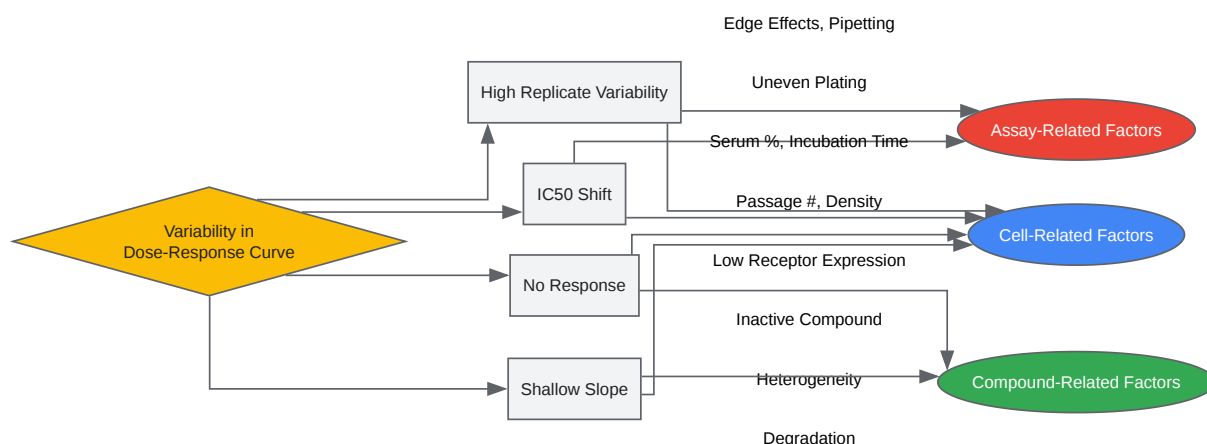 Edge Effects, Pipetting
High Replicate Variability
Uneven Plating
Assay-Related Factors
Serum %, Incubation Time
IC50 Shift
Passage #, Density
Variability in
Dose-Response Curve
Cell-Related Factors
Low Receptor Expression
No Response
Inactive Compound
Shallow Slope
Heterogeneity
Compound-Related Factors
Degradation